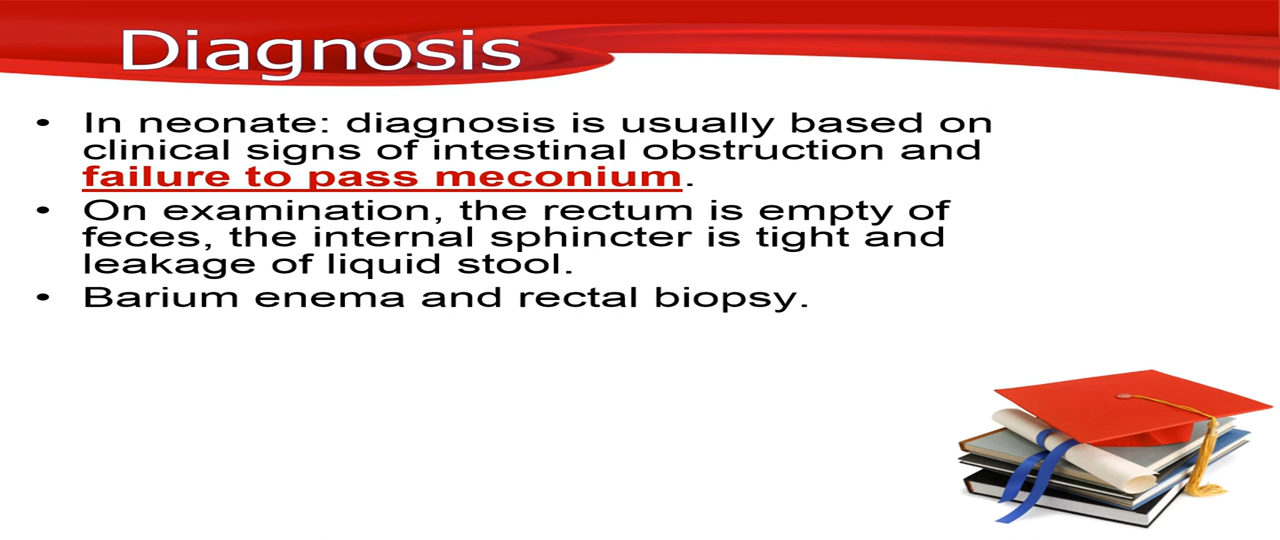 Diagnosis
• In neonate: diagnosis is usually based on
clinical signs of intestinal obstruction and
failure to pass meconium.
• On examination, the rectum is empty of
feces, the internal sphincter is tight and
leakage of liquid stool.
• Barium enema and rectal biopsy.